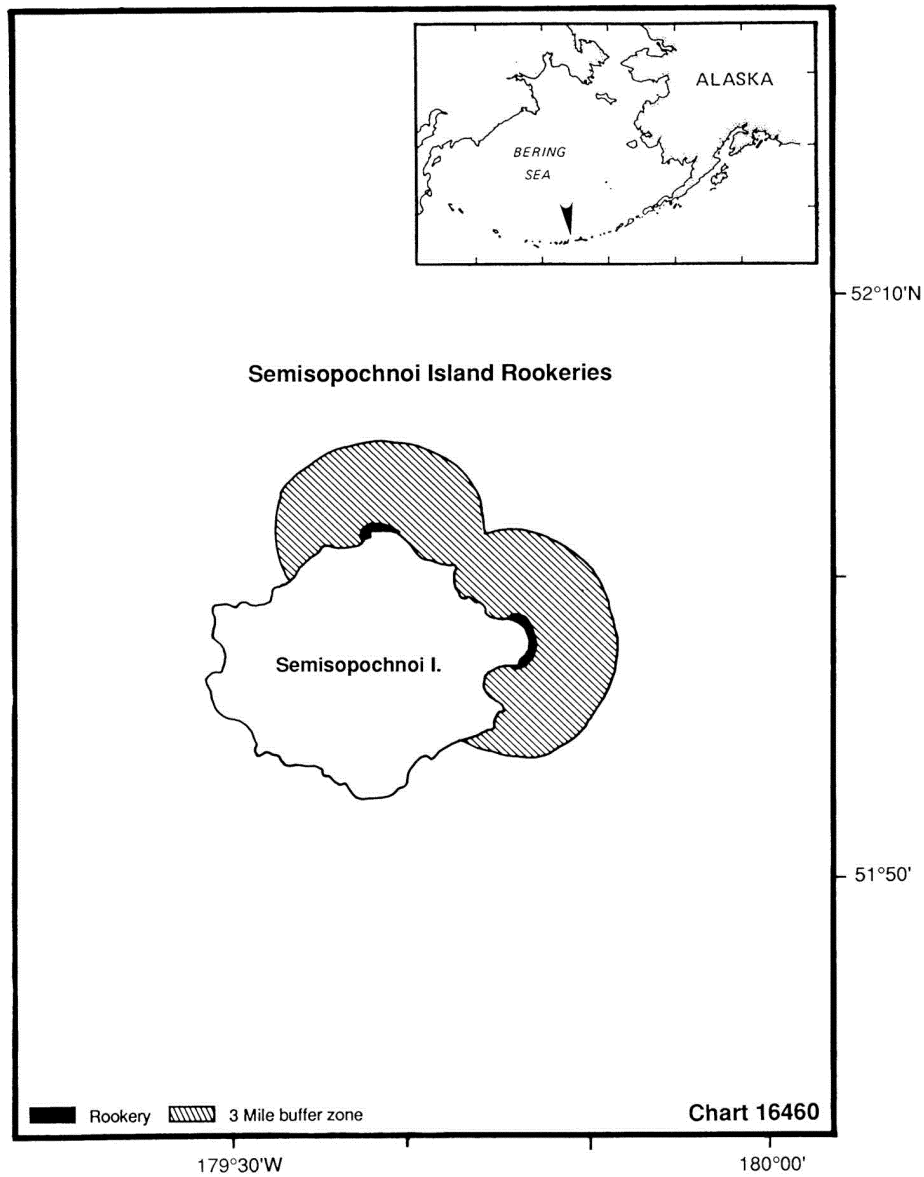 ALASKA
BERING
SEA
52°10'N
Semisopochnoi Island Rookeries
Semisopochnoi I.
51°50'
Rookery
3 Mile buffer zone
Chart 16460
179°30'W
180°00'